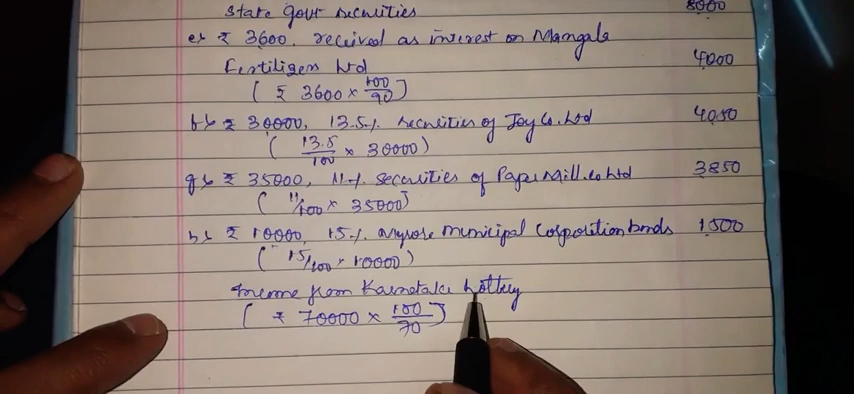 State Govt securities 8000
e) ₹ 3600, received as interest on Mangala
Fertilizers Ltd 4000
( ₹ 3600 × 100/90 )
f) ₹ 30000, 13.5% securities of Joy Co. Ltd 4050
( 13.5/100 × 30000 )
g) ₹ 35000, 11% securities of Paper Mill. co Ltd 3850
( 11/100 × 35000 )
h) ₹ 10000, 15% Mysore Municipal Corporation bonds 1500
( 15/100 × 10000 )
Income from Karnataka Lottery
( ₹ 70000 × 100/70 )